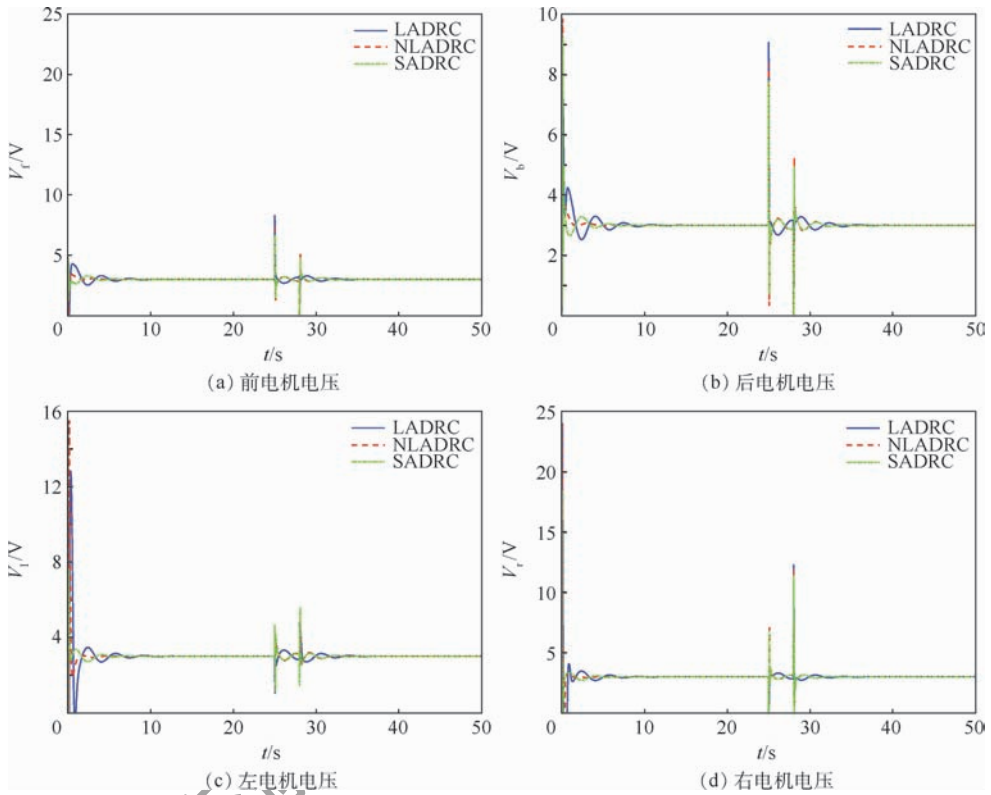 25
20
15
10
5
0
V_f/V
LADRC
NLADRC
SADRC
10 20 30 40 50
t/s
(a) 前电机电压
10
8
6
4
2
0
V_b/V
LADRC
NLADRC
SADRC
10 20 30 40 50
t/s
(b) 后电机电压
16
12
8
4
0
V_l/V
LADRC
NLADRC
SADRC
10 20 30 40 50
t/s
(c) 左电机电压
25
20
15
10
5
0
V_r/V
LADRC
NLADRC
SADRC
10 20 30 40 50
t/s
(d) 右电机电压